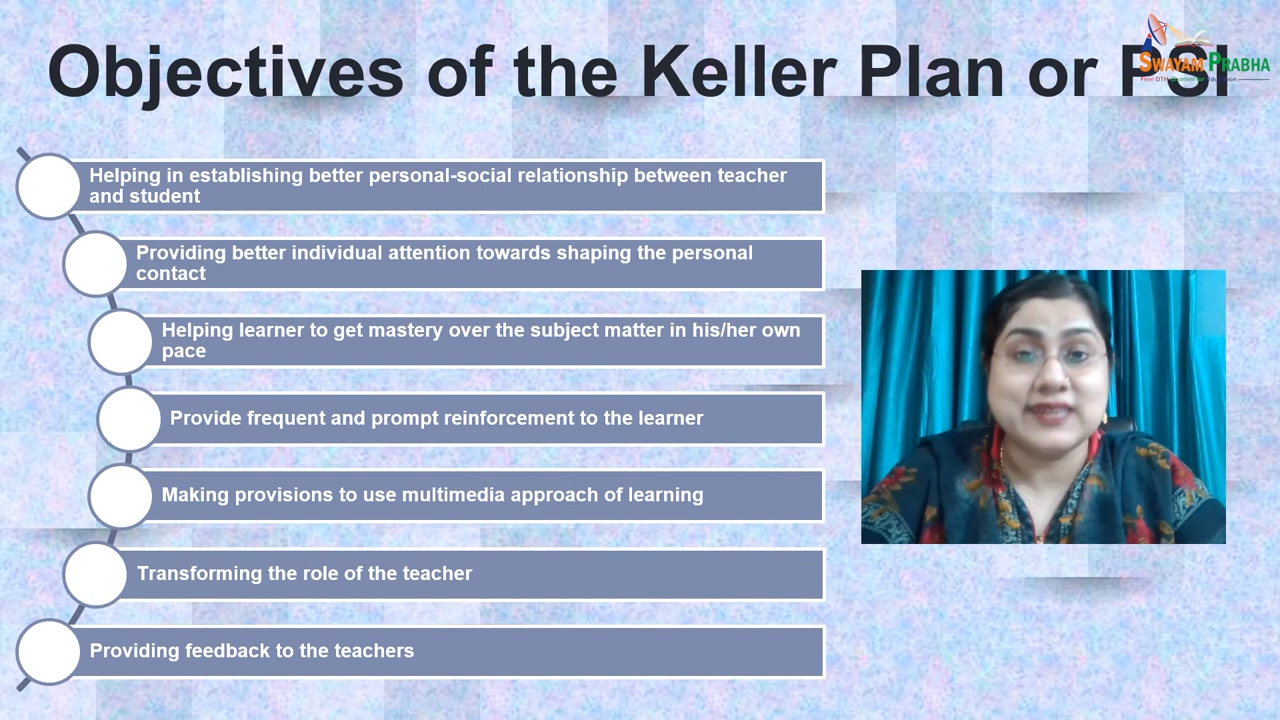 Objectives of the Keller Plan or PSI
SWAYAM PRABHA
Helping in establishing better personal-social relationship between teacher
and student
Providing better individual attention towards shaping the personal
contact
Helping learner to get mastery over the subject matter in his/her own
pace
Provide frequent and prompt reinforcement to the learner
Making provisions to use multimedia approach of learning
Transforming the role of the teacher
Providing feedback to the teachers